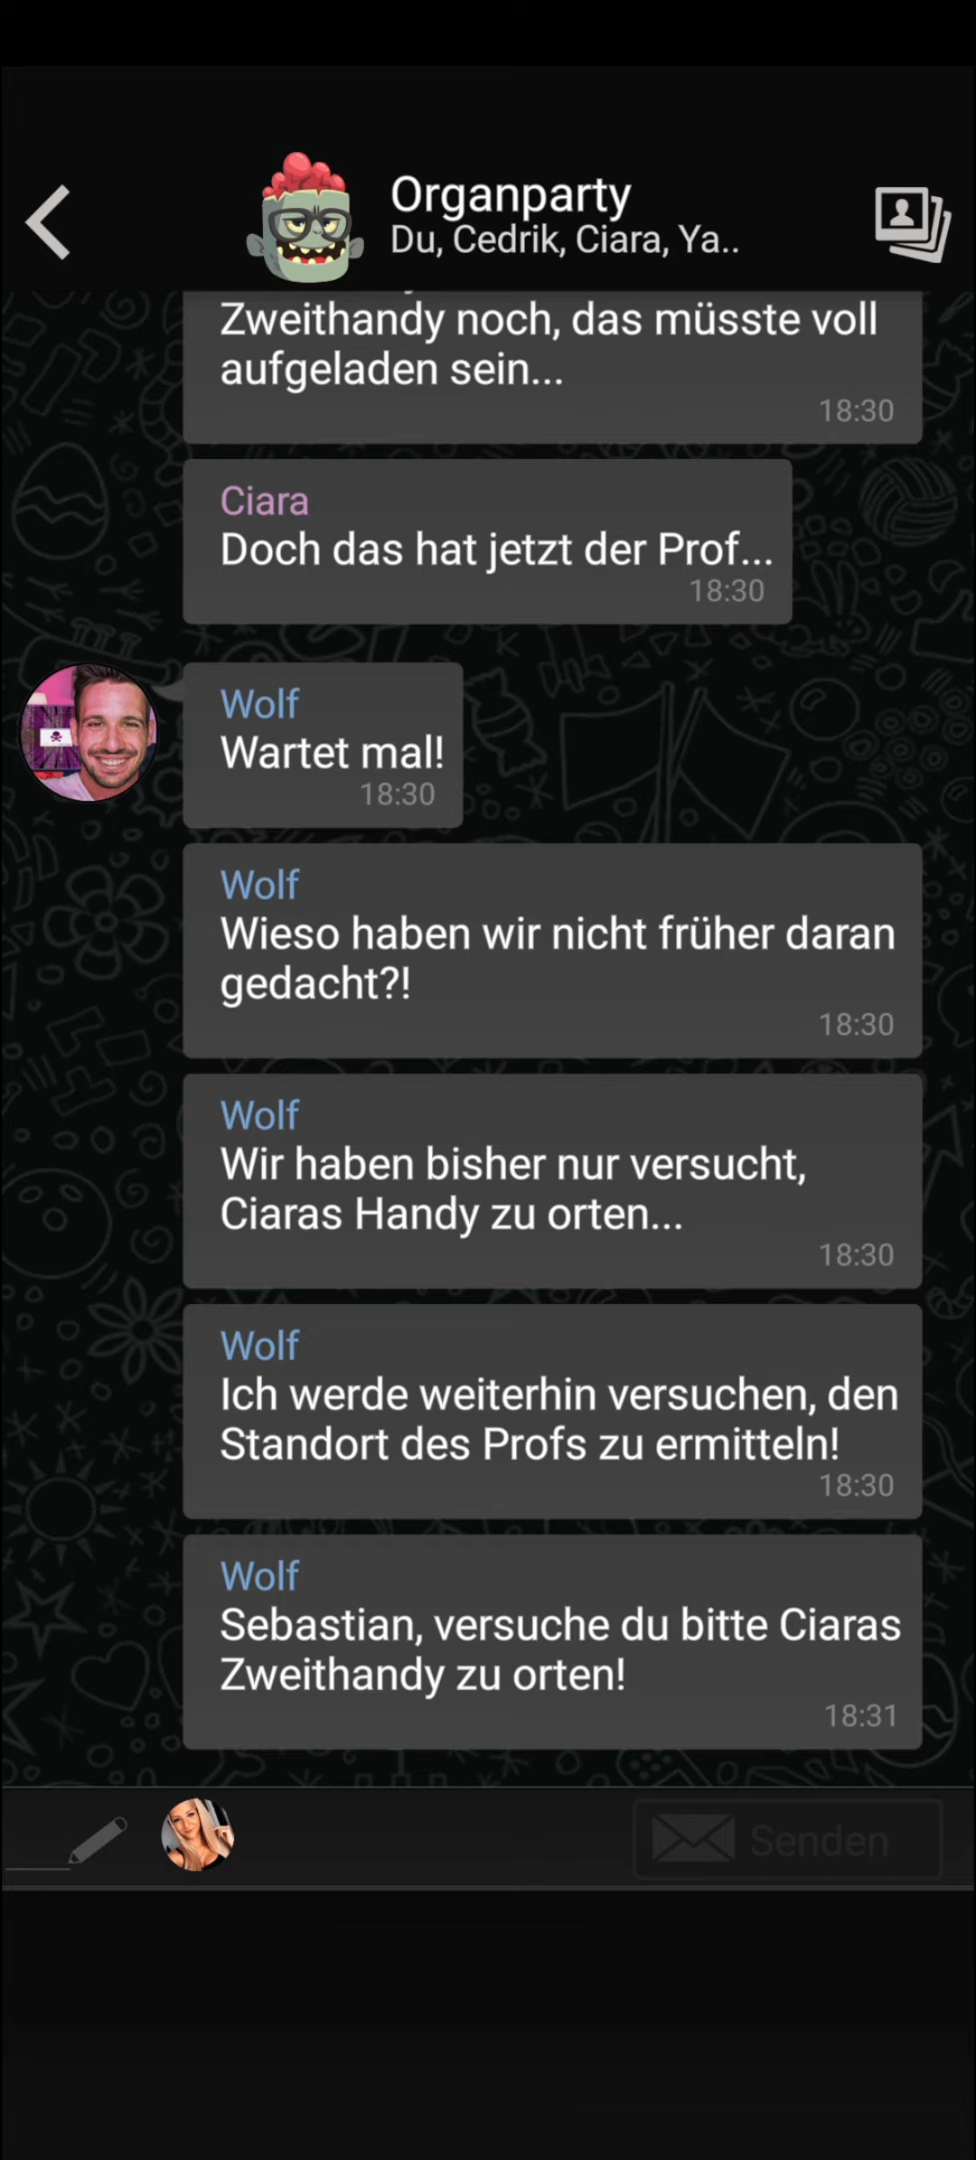 Organparty
Du, Cedrik, Ciara, Ya..
Zweithandy noch, das müsste voll
aufgeladen sein...
18:30
Ciara
Doch das hat jetzt der Prof...
18:30
Wolf
Wartet mal!
18:30
Wolf
Wieso haben wir nicht früher daran
gedacht?!
18:30
Wolf
Wir haben bisher nur versucht,
Ciaras Handy zu orten...
18:30
Wolf
Ich werde weiterhin versuchen, den
Standort des Profs zu ermitteln!
18:30
Wolf
Sebastian, versuche du bitte Ciaras
Zweithandy zu orten!
18:31
Senden